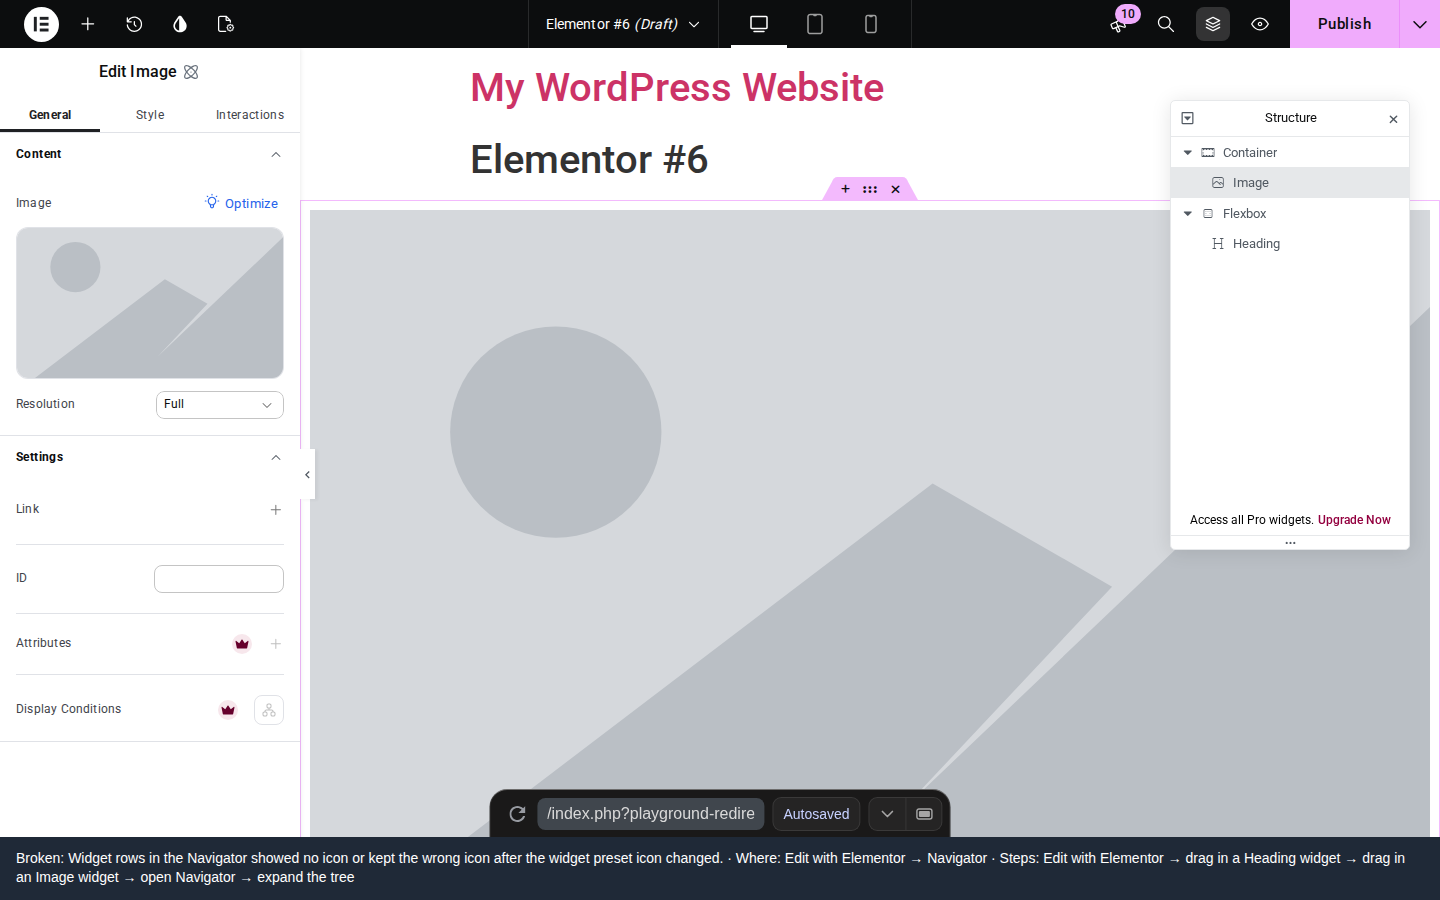 Elementor #6 (Draft)
10
Publish
Edit Image
General
Style
Interactions
Content
Image
Optimize
Resolution
Full
Settings
Link
ID
Attributes
Display Conditions
My WordPress Website
Elementor #6
Structure
Container
Image
Flexbox
Heading
Access all Pro widgets. Upgrade Now
/index.php?playground-redire
Autosaved
Broken: Widget rows in the Navigator showed no icon or kept the wrong icon after the widget preset icon changed. · Where: Edit with Elementor → Navigator · Steps: Edit with Elementor → drag in a Heading widget → drag in
an Image widget → open Navigator → expand the tree